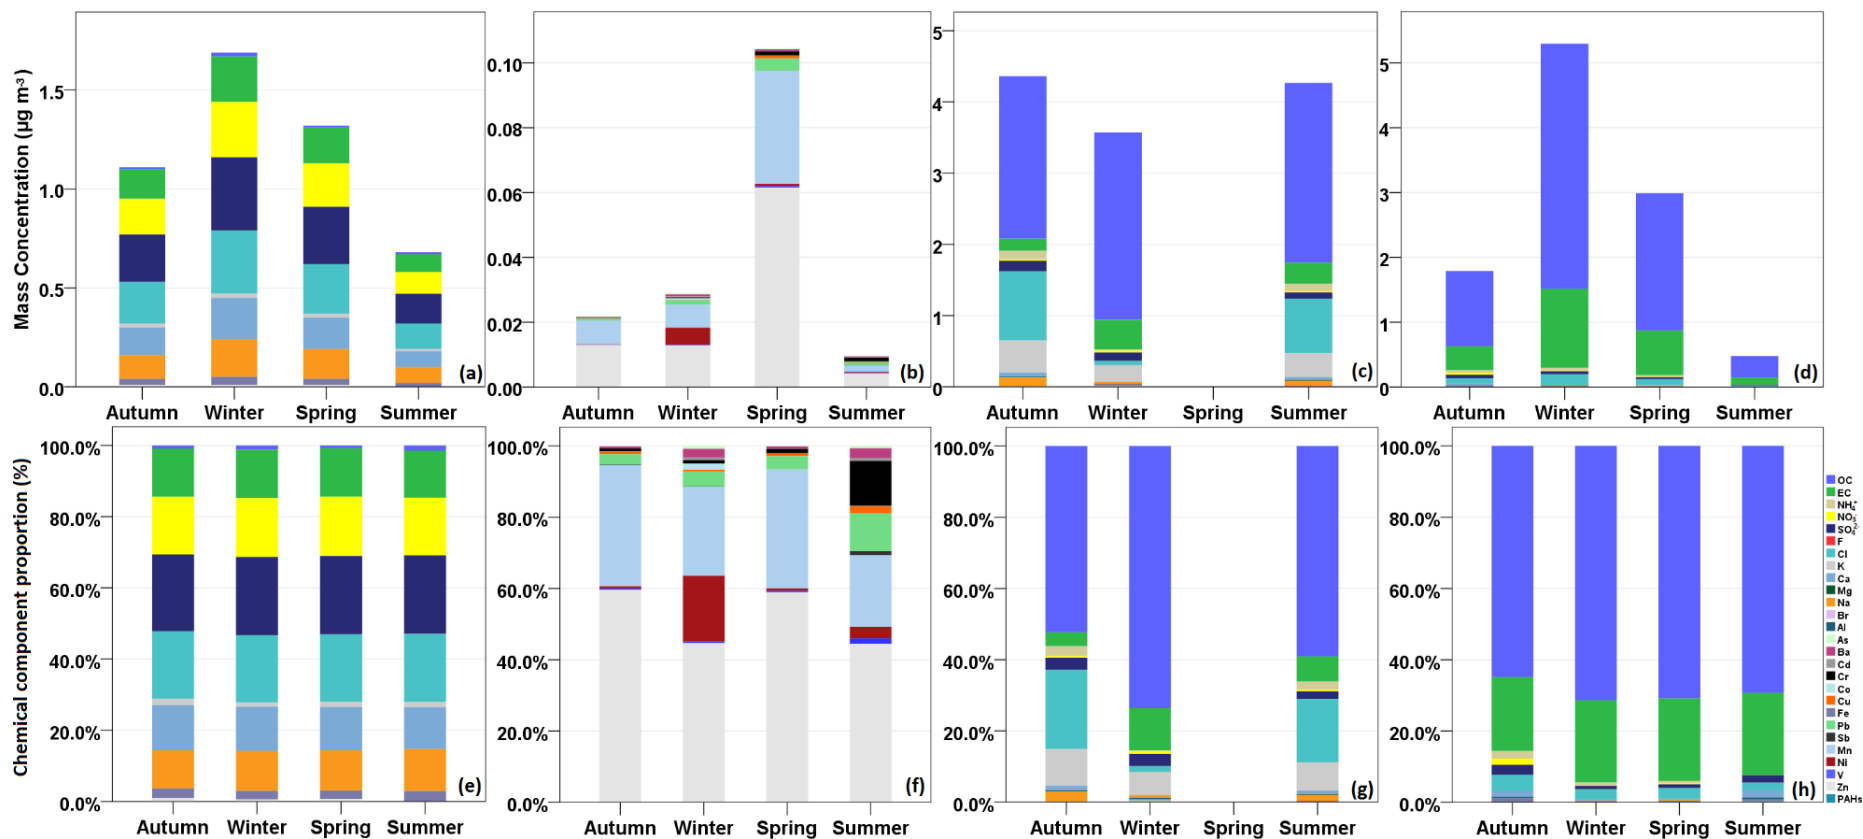 Mass Concentration (µg m-3)
1.5
1.0
0.5
0.0
(a)
Autumn Winter Spring Summer
0.10
0.08
0.06
0.04
0.02
0.00
(b)
Autumn Winter Spring Summer
5
4
3
2
1
0
(c)
Autumn Winter Spring Summer
5
4
3
2
1
0
(d)
Autumn Winter Spring Summer
Chemical component proportion (%)
100.0%
80.0%
60.0%
40.0%
20.0%
0.0%
(e)
Autumn Winter Spring Summer
100.0%
80.0%
60.0%
40.0%
20.0%
0.0%
(f)
Autumn Winter Spring Summer
100.0%
80.0%
60.0%
40.0%
20.0%
0.0%
(g)
Autumn Winter Spring Summer
100.0%
80.0%
60.0%
40.0%
20.0%
0.0%
(h)
Autumn Winter Spring Summer
OC
EC
NH4+
NO3-
SO42-
F
Cl
K
Ca
Mg
Na
Br
Al
As
Ba
Cd
Cr
Co
Cu
Fe
Pb
Sb
Mn
Ni
V
Zn
PAHs